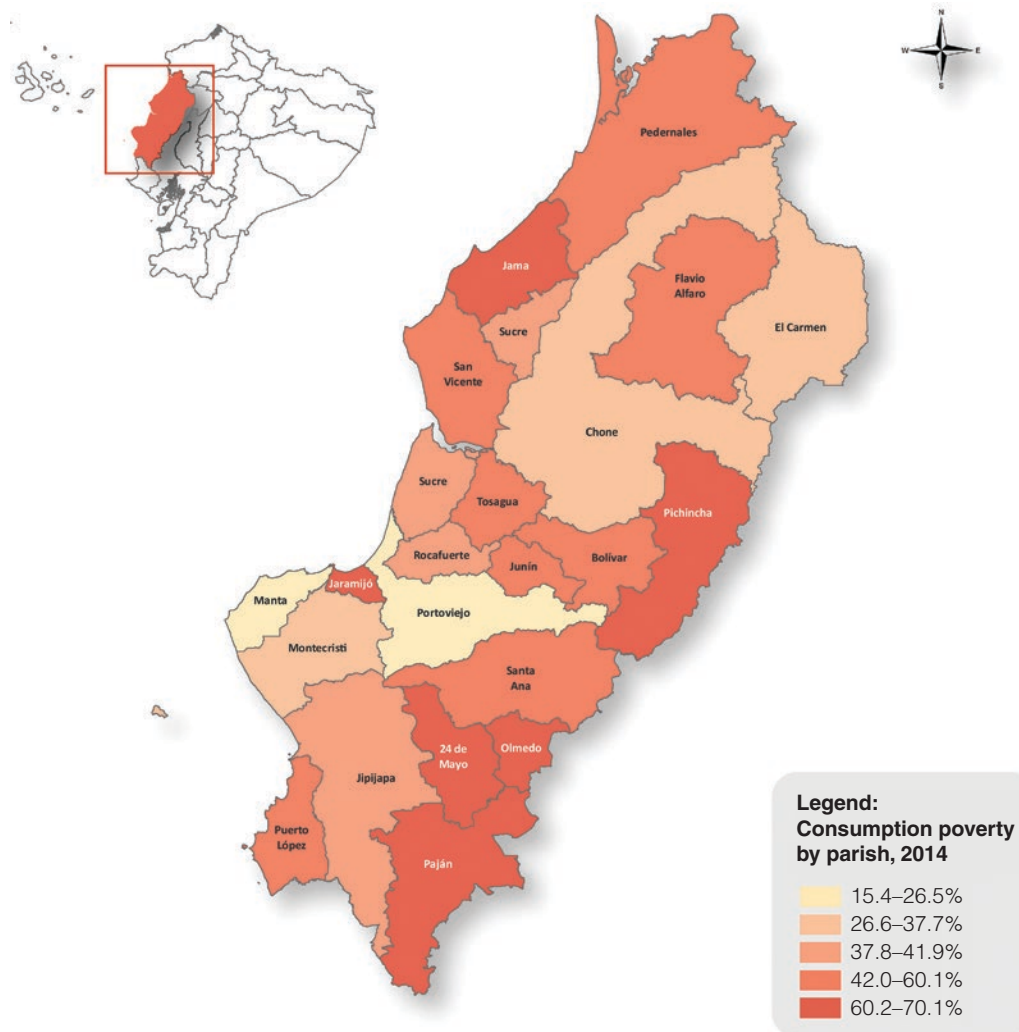 N
W
E
S
Pedernales
Jama
Flavio
Alfaro
Sucre
El Carmen
San
Vicente
Chone
Sucre
Tosagua
Pichincha
Rocafuerte
Bolívar
Junín
Jaramijó
Manta
Portoviejo
Montecristi
Santa
Ana
24 de
Mayo
Olmedo
Jipijapa
Puerto
López
Paján
Legend:
Consumption poverty
by parish, 2014
15.4–26.5%
26.6–37.7%
37.8–41.9%
42.0–60.1%
60.2–70.1%